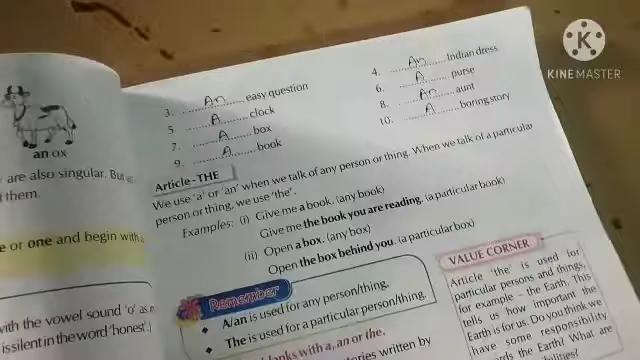 an ox
are also singular. But
them.
or one and begin with
with the vowel sound 'o' as
is silent in the word 'honest'.
3. An easy question
5 A clock
7. A box
9. A book
4. An Indian dress
6. A purse
8. An aunt
10. A boring story
Article -THE
We use 'a' or 'an' when we talk of any person or thing. When we talk of a particular
person or thing, we use 'the'.
Examples: (i) Give me a book. (any book)
Give me the book you are reading. (a particular book)
(ii) Open a box. (any box)
Open the box behind you. (a particular box)
Remember
A/an is used for any person/thing.
The is used for a particular person/thing.
with a, an or the.
written by
VALUE CORNER
Article 'the' is used for
particular persons and things,
for example – the Earth. This
tells us how important the
Earth is for us. Do you think we
have some responsibility
the Earth? What are
KINEMASTER